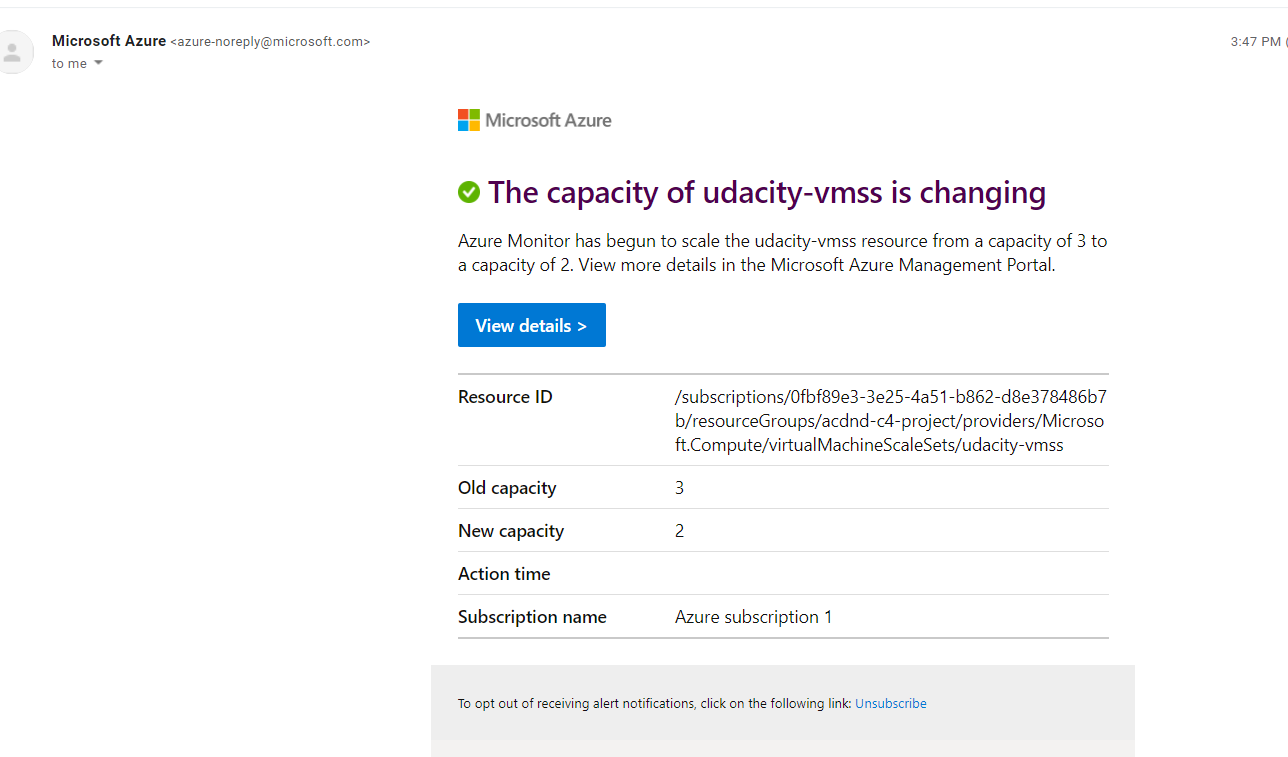 Microsoft Azure <azure-noreply@microsoft.com>
3:47 PM (
to me
Microsoft Azure
The capacity of udacity-vmss is changing
Azure Monitor has begun to scale the udacity-vmss resource from a capacity of 3 to
a capacity of 2. View more details in the Microsoft Azure Management Portal.
View details >
Resource ID
/subscriptions/0fbf89e3-3e25-4a51-b862-d8e378486b7
b/resourceGroups/acdnd-c4-project/providers/Microso
ft.Compute/virtualMachineScaleSets/udacity-vmss
Old capacity
3
New capacity
2
Action time
Subscription name
Azure subscription 1
To opt out of receiving alert notifications, click on the following link: Unsubscribe